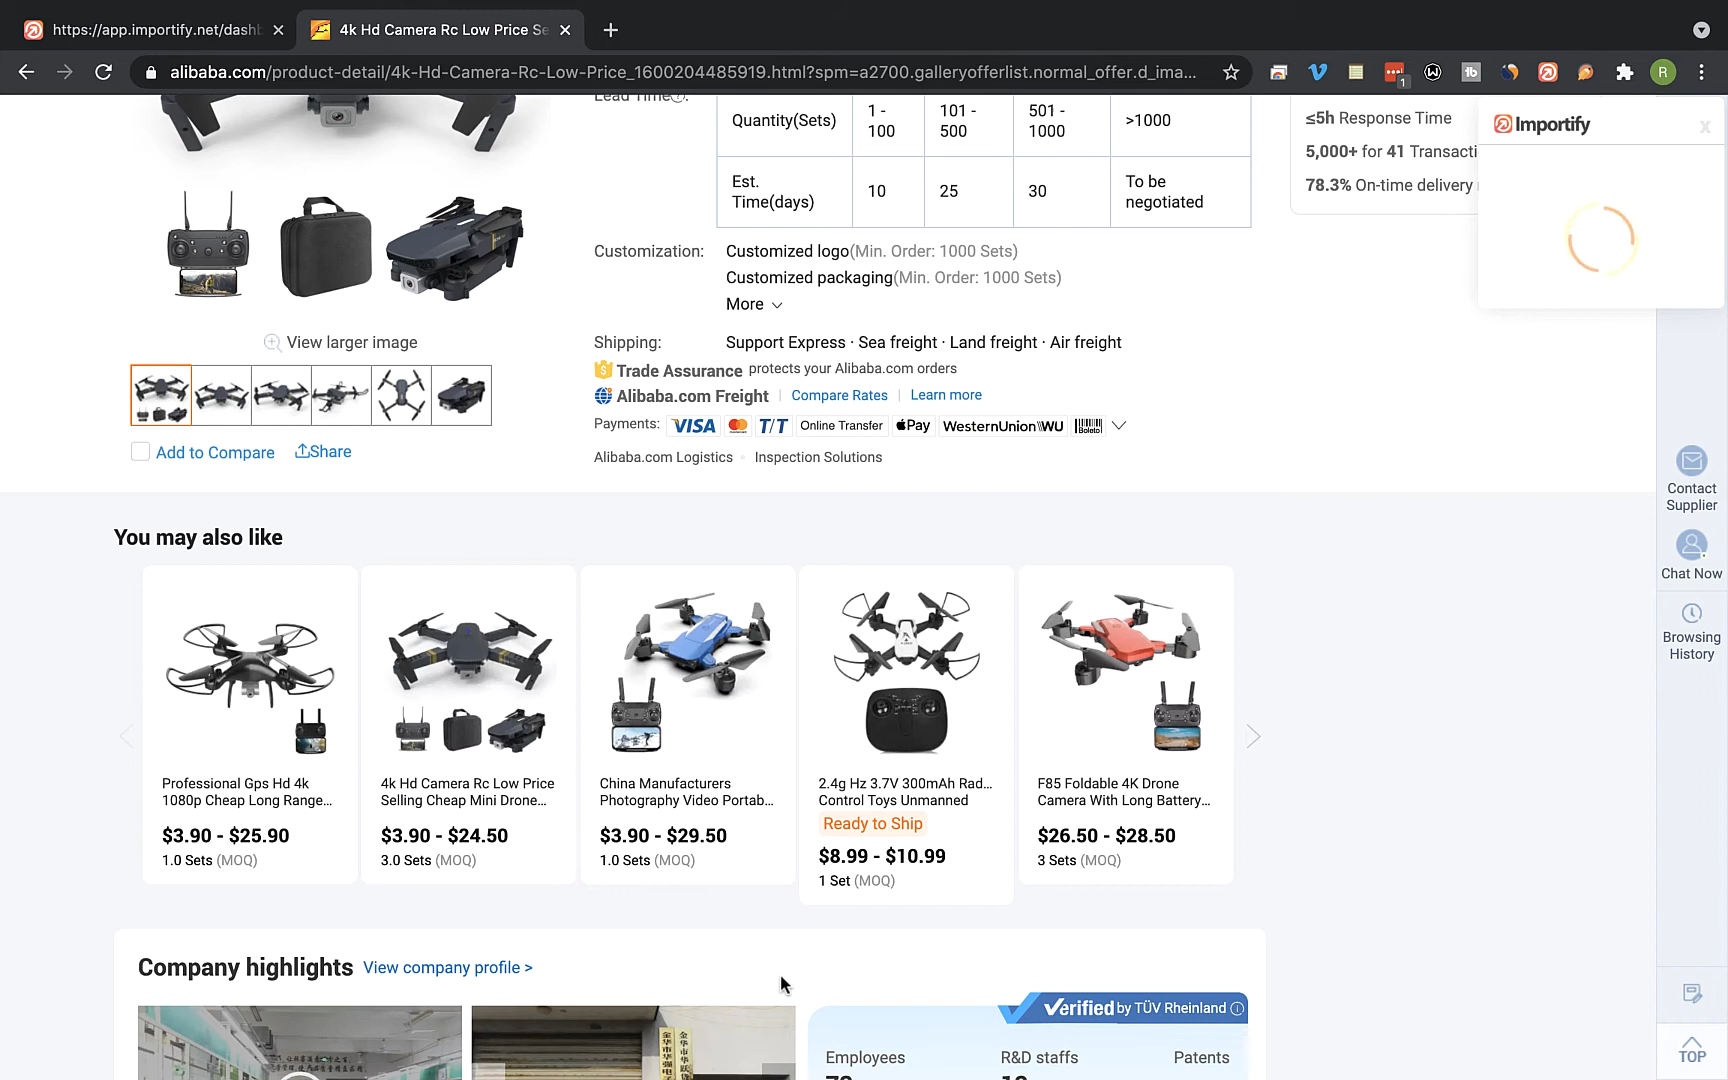 https://app.importify.net/dashb
4k Hd Camera Rc Low Price Se
alibaba.com/product-detail/4k-Hd-Camera-Rc-Low-Price_1600204485919.html?spm=a2700.galleryofferlist.normal_offer.d_ima...
1
R
Lead Time?:
Quantity(Sets)
1 - 100
101 - 500
501 - 1000
>1000
Est. Time(days)
10
25
30
To be negotiated
≤5h Response Time
5,000+ for 41 Transacti
78.3% On-time delivery
Importify
x
Customization:
Customized logo(Min. Order: 1000 Sets)
Customized packaging(Min. Order: 1000 Sets)
More
View larger image
Shipping:
Support Express · Sea freight · Land freight · Air freight
Trade Assurance protects your Alibaba.com orders
Alibaba.com Freight | Compare Rates | Learn more
Payments: VISA T/T Online Transfer Pay WesternUnion WU Boleto
Alibaba.com Logistics · Inspection Solutions
Add to Compare
Share
Contact
Supplier
Chat Now
Browsing
History
You may also like
Professional Gps Hd 4k
1080p Cheap Long Range...
$3.90 - $25.90
1.0 Sets (MOQ)
4k Hd Camera Rc Low Price
Selling Cheap Mini Drone...
$3.90 - $24.50
3.0 Sets (MOQ)
China Manufacturers
Photography Video Portab...
$3.90 - $29.50
1.0 Sets (MOQ)
2.4g Hz 3.7V 300mAh Rad...
Control Toys Unmanned
Ready to Ship
$8.99 - $10.99
1 Set (MOQ)
F85 Foldable 4K Drone
Camera With Long Battery...
$26.50 - $28.50
3 Sets (MOQ)
Company highlights View company profile >
Verified by TÜV Rheinland
Employees
R&D staffs
Patents
TOP